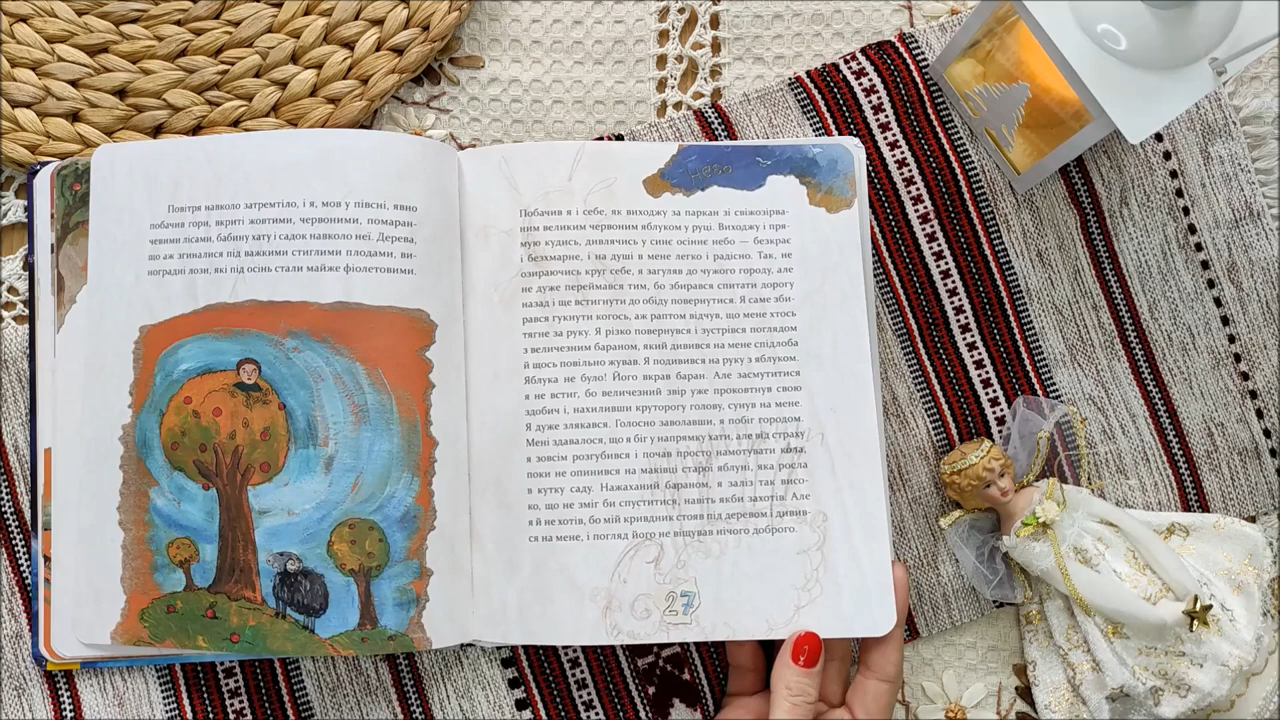 Повітря навколо затремтіло, і я, мов у півсні, явно
побачив гори, вкриті жовтими, червоними, помаран-
чевими лісами, бабину хату і садок навколо неї. Дерева,
що аж згиналися під важкими стиглими плодами, ви-
ноградні лози, які під осінь стали майже фіолетовими.
Небо
Побачив я і себе, як виходжу за паркан зі свіжозірва-
ним великим червоним яблуком у руці. Виходжу і пря-
мую кудись, дивлячись у синє осіннє небо — безкрає
і безхмарне, і на душі в мене легко і радісно. Так, не
озираючись круг себе, я загуляв до чужого городу, але
не дуже переймався тим, бо збирався спитати дорогу
назад і ще встигнути до обіду повернутися. Я саме зби-
рався гукнути когось, аж раптом відчув, що мене хтось
тягне за руку. Я різко повернувся і зустрівся поглядом
з величезним бараном, який дивився на мене спідлоба
й щось повільно жував. Я подивився на руку з яблуком.
Яблука не було! Його вкрав баран. Але засмутитися
я не встиг, бо величезний звір уже проковтнув свою
здобич і, нахиливши круторогу голову, сунув на мене.
Я дуже злякався. Голосно заволавши, я побіг городом.
Мені здавалося, що я біг у напрямку хати, але від страху
я зовсім розгубився і почав просто намотувати кола,
поки не опинився на маківці старої яблуні, яка росла
в кутку саду. Нажаханий бараном, я заліз так висо-
ко, що не зміг би спуститися, навіть якби захотів. Але
я й не хотів, бо мій кривдник стояв під деревом і дивив-
ся на мене, і погляд його не віщував нічого доброго.
27